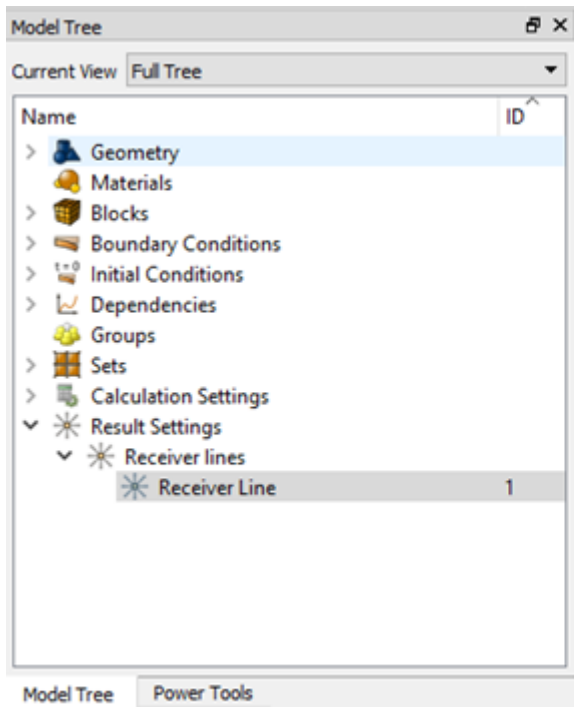 Model Tree
Current View Full Tree
Name ID
Geometry
Materials
Blocks
Boundary Conditions
t = 0 Initial Conditions
Dependencies
Groups
Sets
Calculation Settings
Result Settings
Receiver lines
Receiver Line 1
Model Tree Power Tools